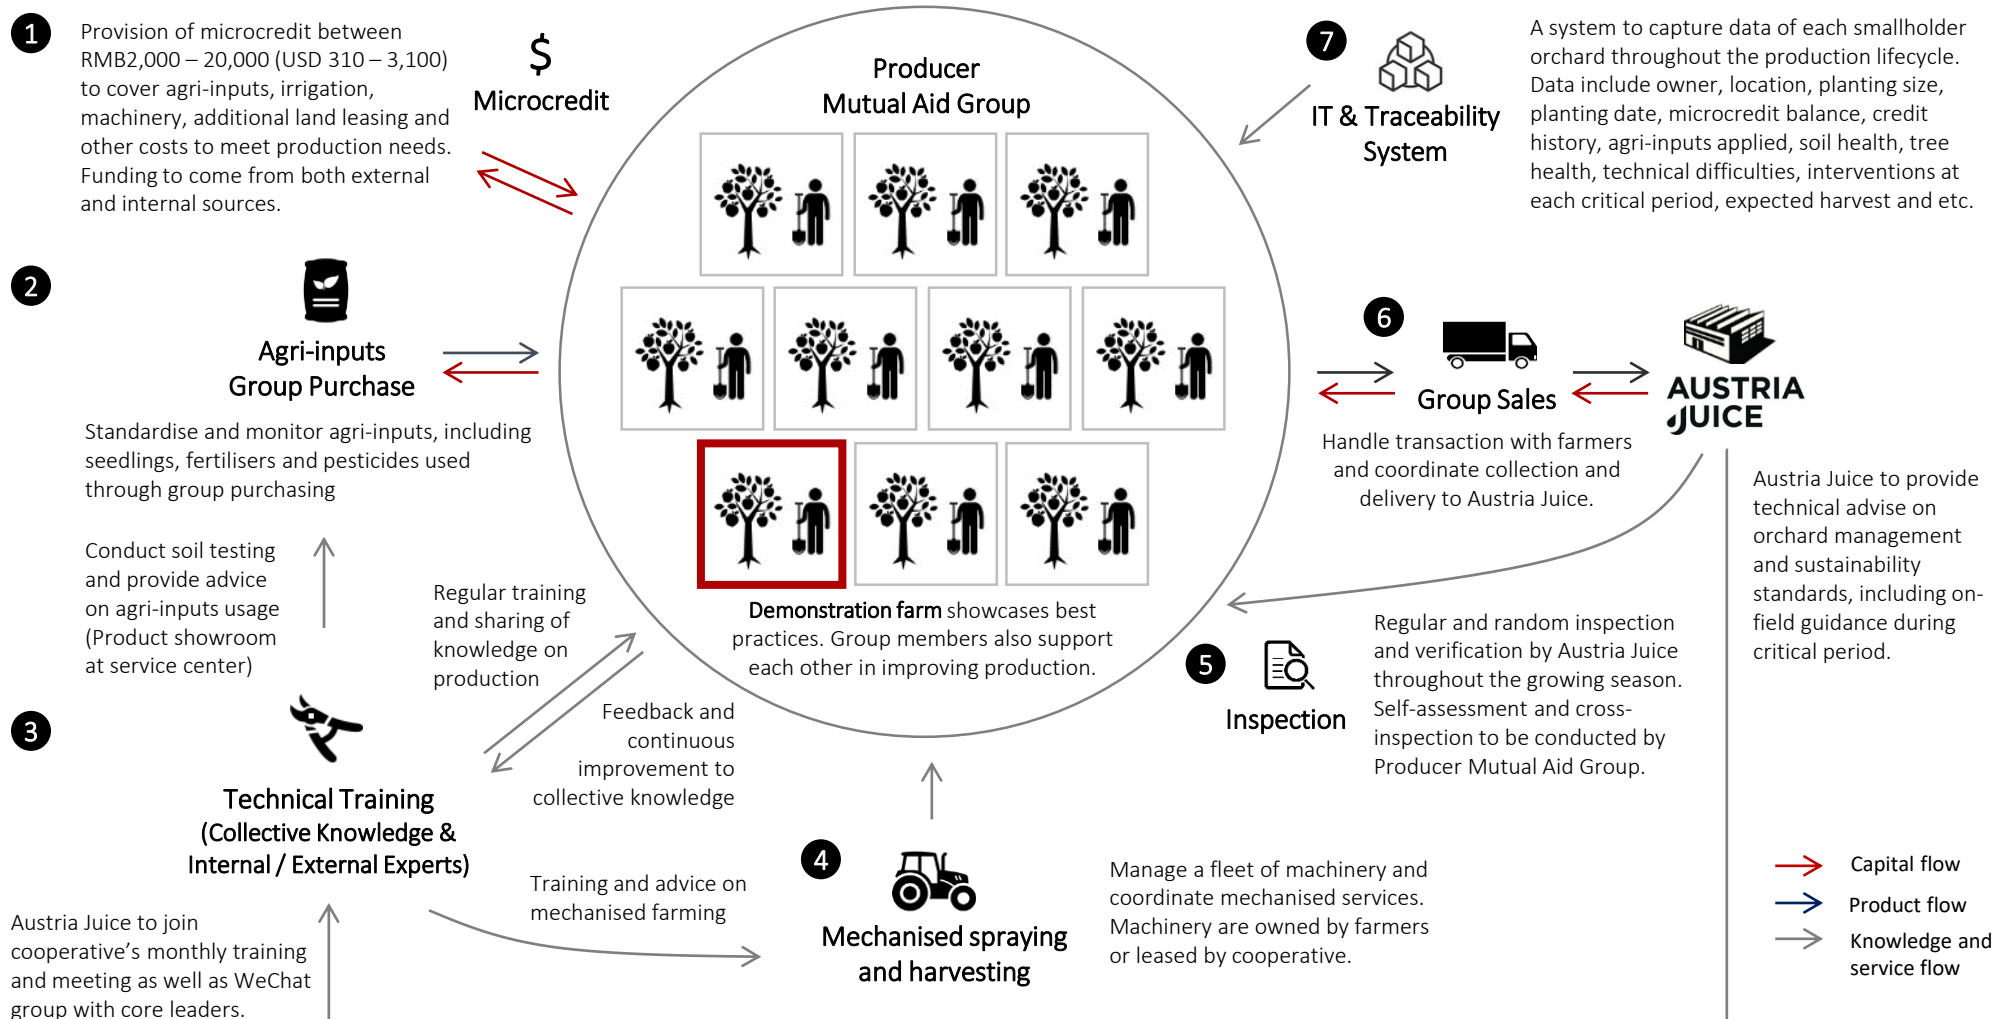 1
Provision of microcredit between
RMB2,000 – 20,000 (USD 310 – 3,100)
to cover agri-inputs, irrigation,
machinery, additional land leasing and
other costs to meet production needs.
Funding to come from both external
and internal sources.
$
Microcredit
Producer
Mutual Aid Group
7
IT & Traceability
System
A system to capture data of each smallholder
orchard throughout the production lifecycle.
Data include owner, location, planting size,
planting date, microcredit balance, credit
history, agri-inputs applied, soil health, tree
health, technical difficulties, interventions at
each critical period, expected harvest and etc.
2
Agri-inputs
Group Purchase
Standardise and monitor agri-inputs, including
seedlings, fertilisers and pesticides used
through group purchasing
6
Group Sales
Handle transaction with farmers
and coordinate collection and
delivery to Austria Juice.
AUSTRIA
JUICE
Austria Juice to provide
technical advise on
orchard management
and sustainability
standards, including on-
field guidance during
critical period.
Conduct soil testing
and provide advice
on agri-inputs usage
(Product showroom
at service center)
Regular training
and sharing of
knowledge on
production
Demonstration farm showcases best
practices. Group members also support
each other in improving production.
5
Inspection
Regular and random inspection
and verification by Austria Juice
throughout the growing season.
Self-assessment and cross-
inspection to be conducted by
Producer Mutual Aid Group.
3
Technical Training
(Collective Knowledge &
Internal / External Experts)
Feedback and
continuous
improvement to
collective knowledge
Training and advice on
mechanised farming
4
Mechanised spraying
and harvesting
Manage a fleet of machinery and
coordinate mechanised services.
Machinery are owned by farmers
or leased by cooperative.
Austria Juice to join
cooperative's monthly training
and meeting as well as WeChat
group with core leaders.
Capital flow
Product flow
Knowledge and
service flow